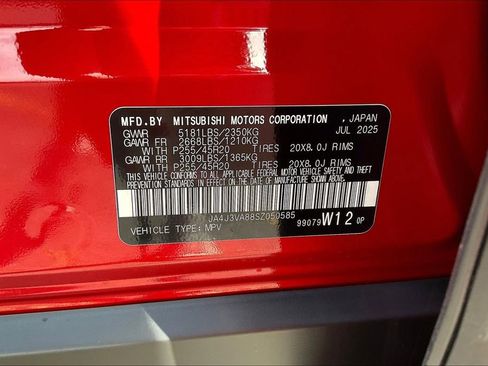 MFD.BY MITSUBISHI MOTORS CORPORATION , JAPAN
GVWR 5181LBS/2350KG JUL 2025
GAWR FR 2668LBS/1210KG
WITH P255/45R20 TIRES 20X8.0J RIMS
GAWR RR 3009LBS/1365KG
WITH P255/45R20 TIRES 20X8.0J RIMS
THIS VEHICLE CONFORMS TO ALL APPLICABLE
FEDERAL MOTOR VEHICLE SAFETY AND
THEFT PREVENTION STANDARDS IN EFFECT ON
THE DATE OF MANUFACTURE SHOWN ABOVE.
JA4J3VA88SZ050585
99079 W12 0P
VEHICLE TYPE: MPV